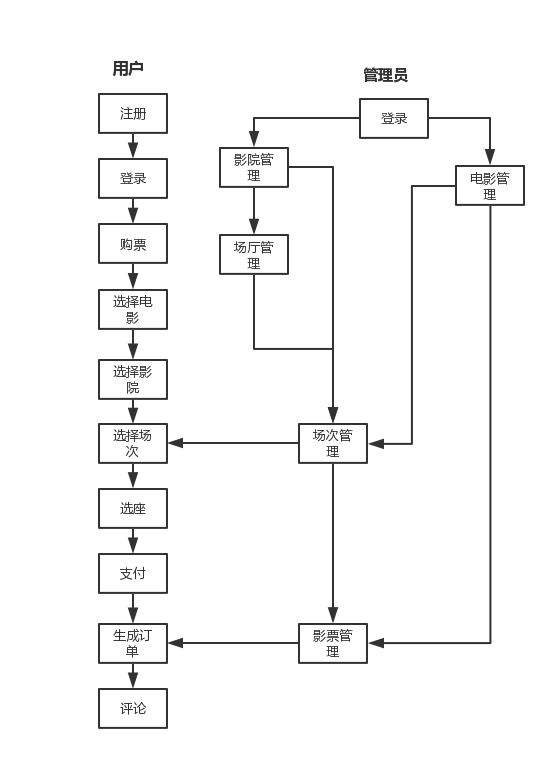 用户
注册
登录
购票
选择电
影
选择影
院
选择场
次
选座
支付
生成订
单
评论
管理员
登录
影院管
理
电影管
理
场厅管
理
场次管
理
影票管
理